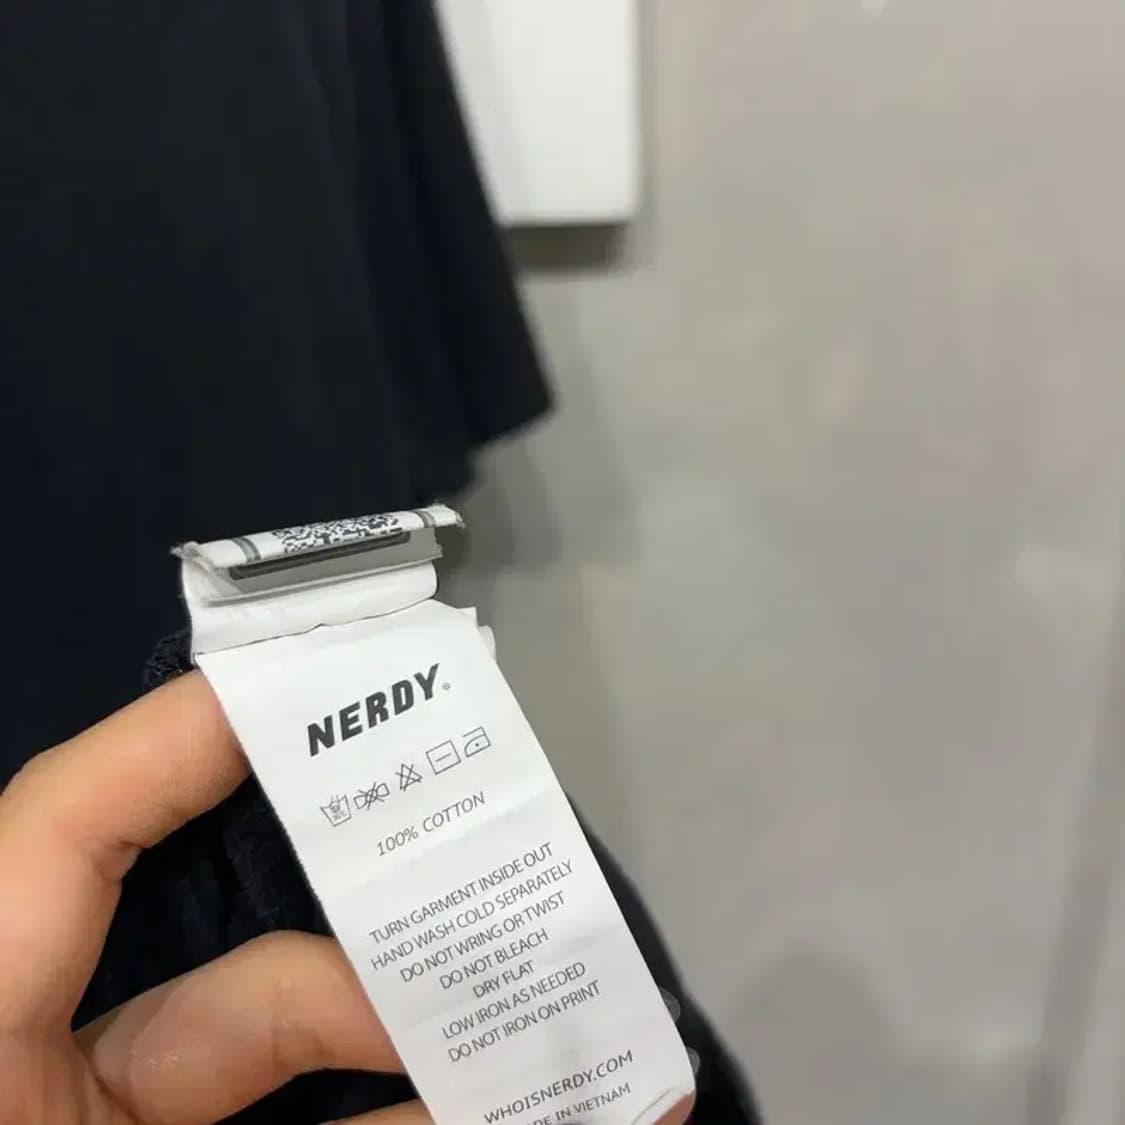 NERDY®
100% COTTON
TURN GARMENT INSIDE OUT
HAND WASH COLD SEPARATELY
DO NOT WRING OR TWIST
DO NOT BLEACH
DRY FLAT
LOW IRON AS NEEDED
DO NOT IRON ON PRINT
WHOISNERDY.COM
DE IN VIETNAM